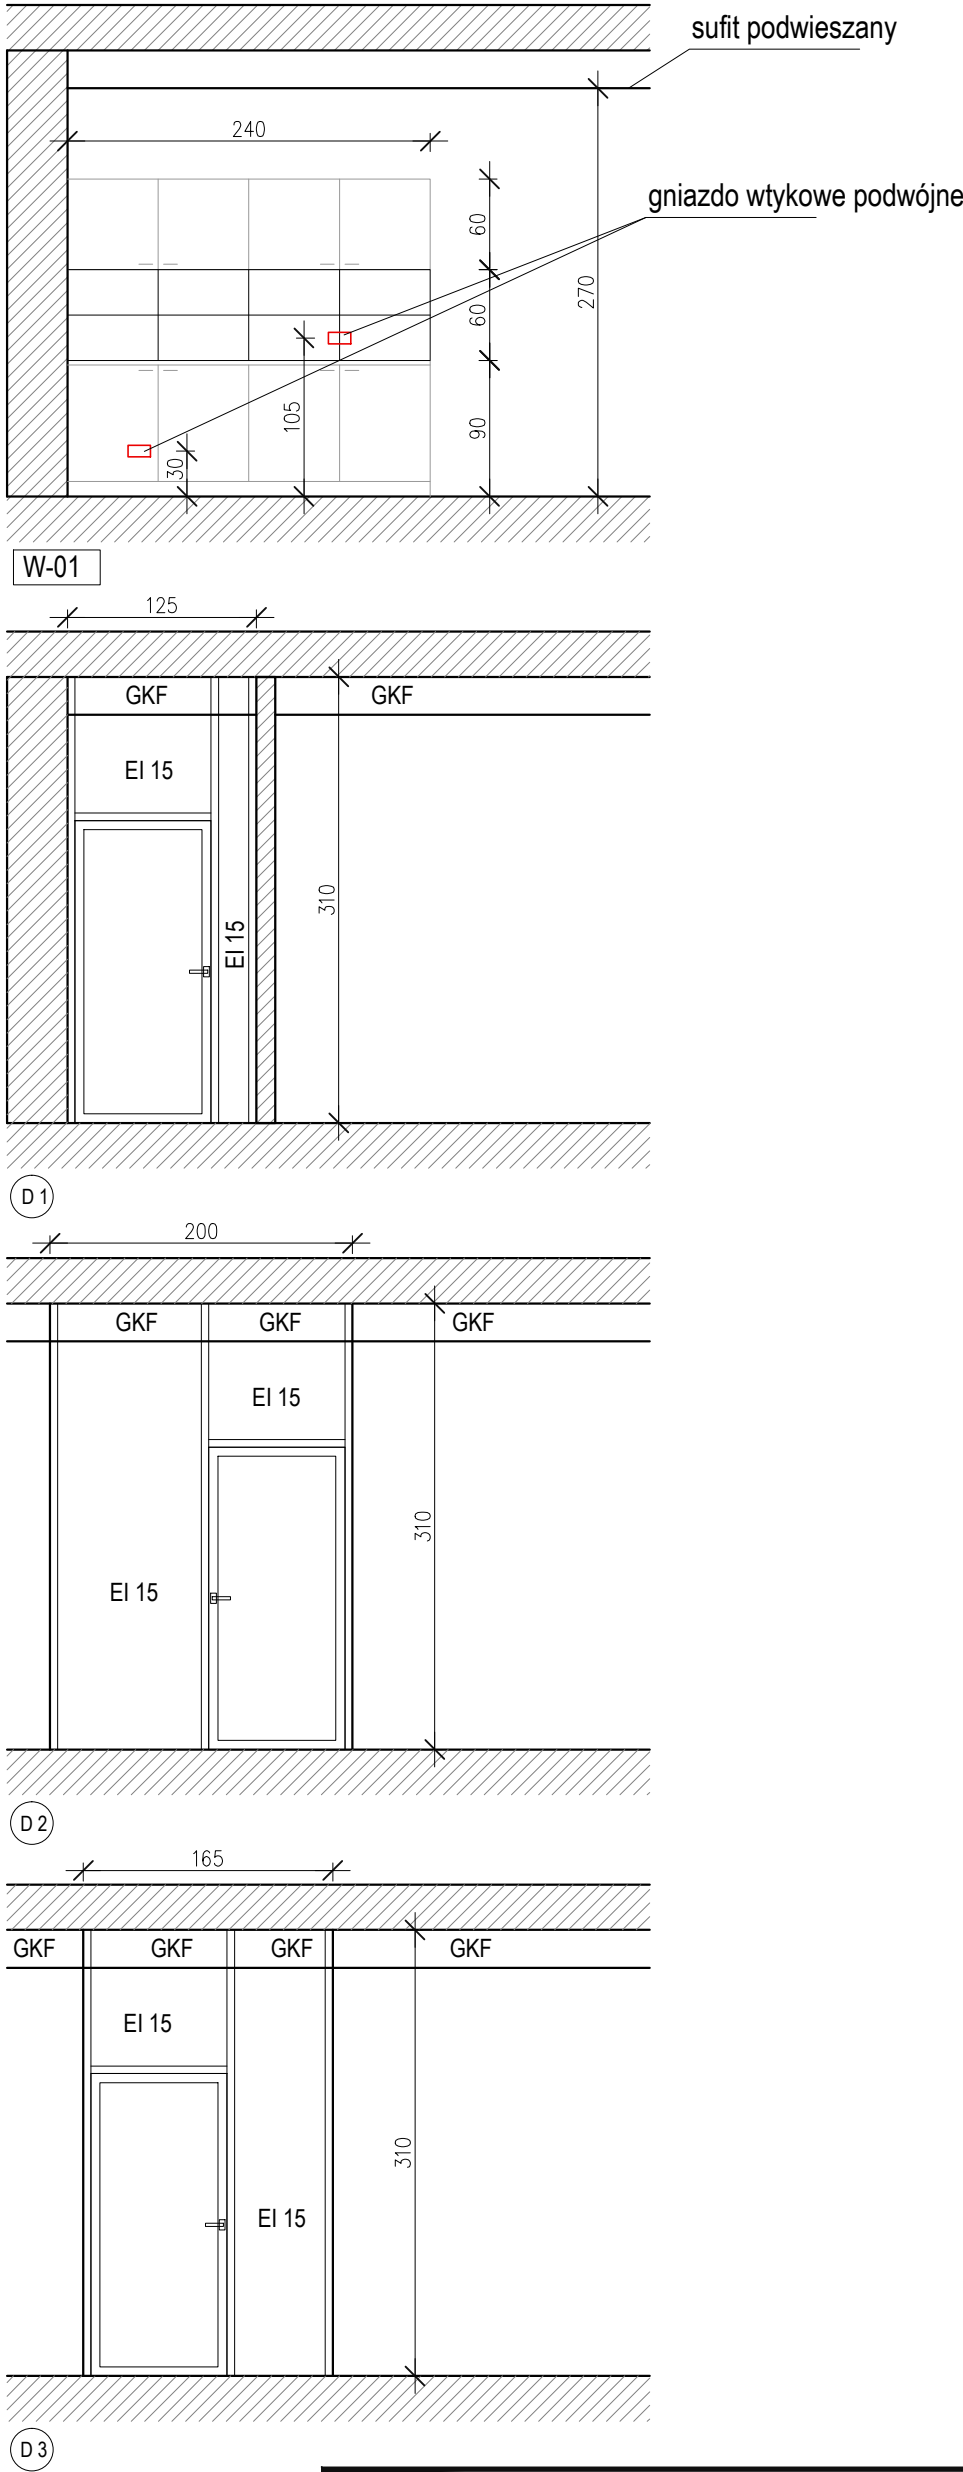 sufit podwieszany
240
gniazdo wtykowe podwójne
60
270
60
105
90
30
W-01
125
GKF
GKF
EI 15
310
EI 15
D 1
200
GKF
GKF
GKF
EI 15
310
EI 15
D 2
165
GKF
GKF
GKF
GKF
EI 15
310
EI 15
D 3